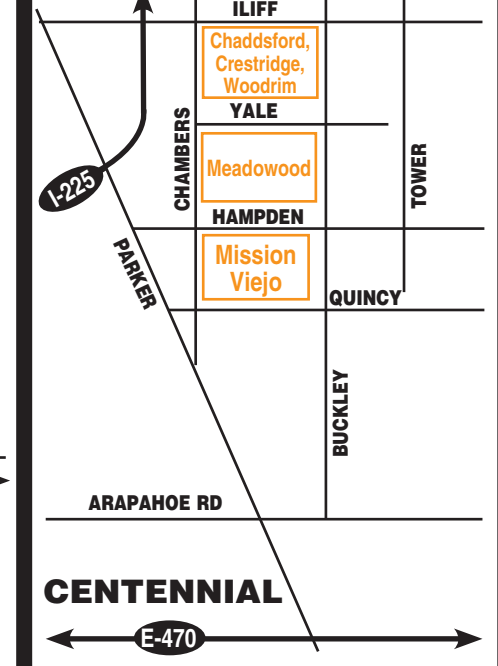 ILIFF
Chaddsford,
Crestridge,
Woodrim
YALE
CHAMBERS
TOWER
Meadowood
I-225
HAMPDEN
PARKER
Mission
Viejo
QUINCY
BUCKLEY
ARAPAHOE RD
CENTENNIAL
E-470